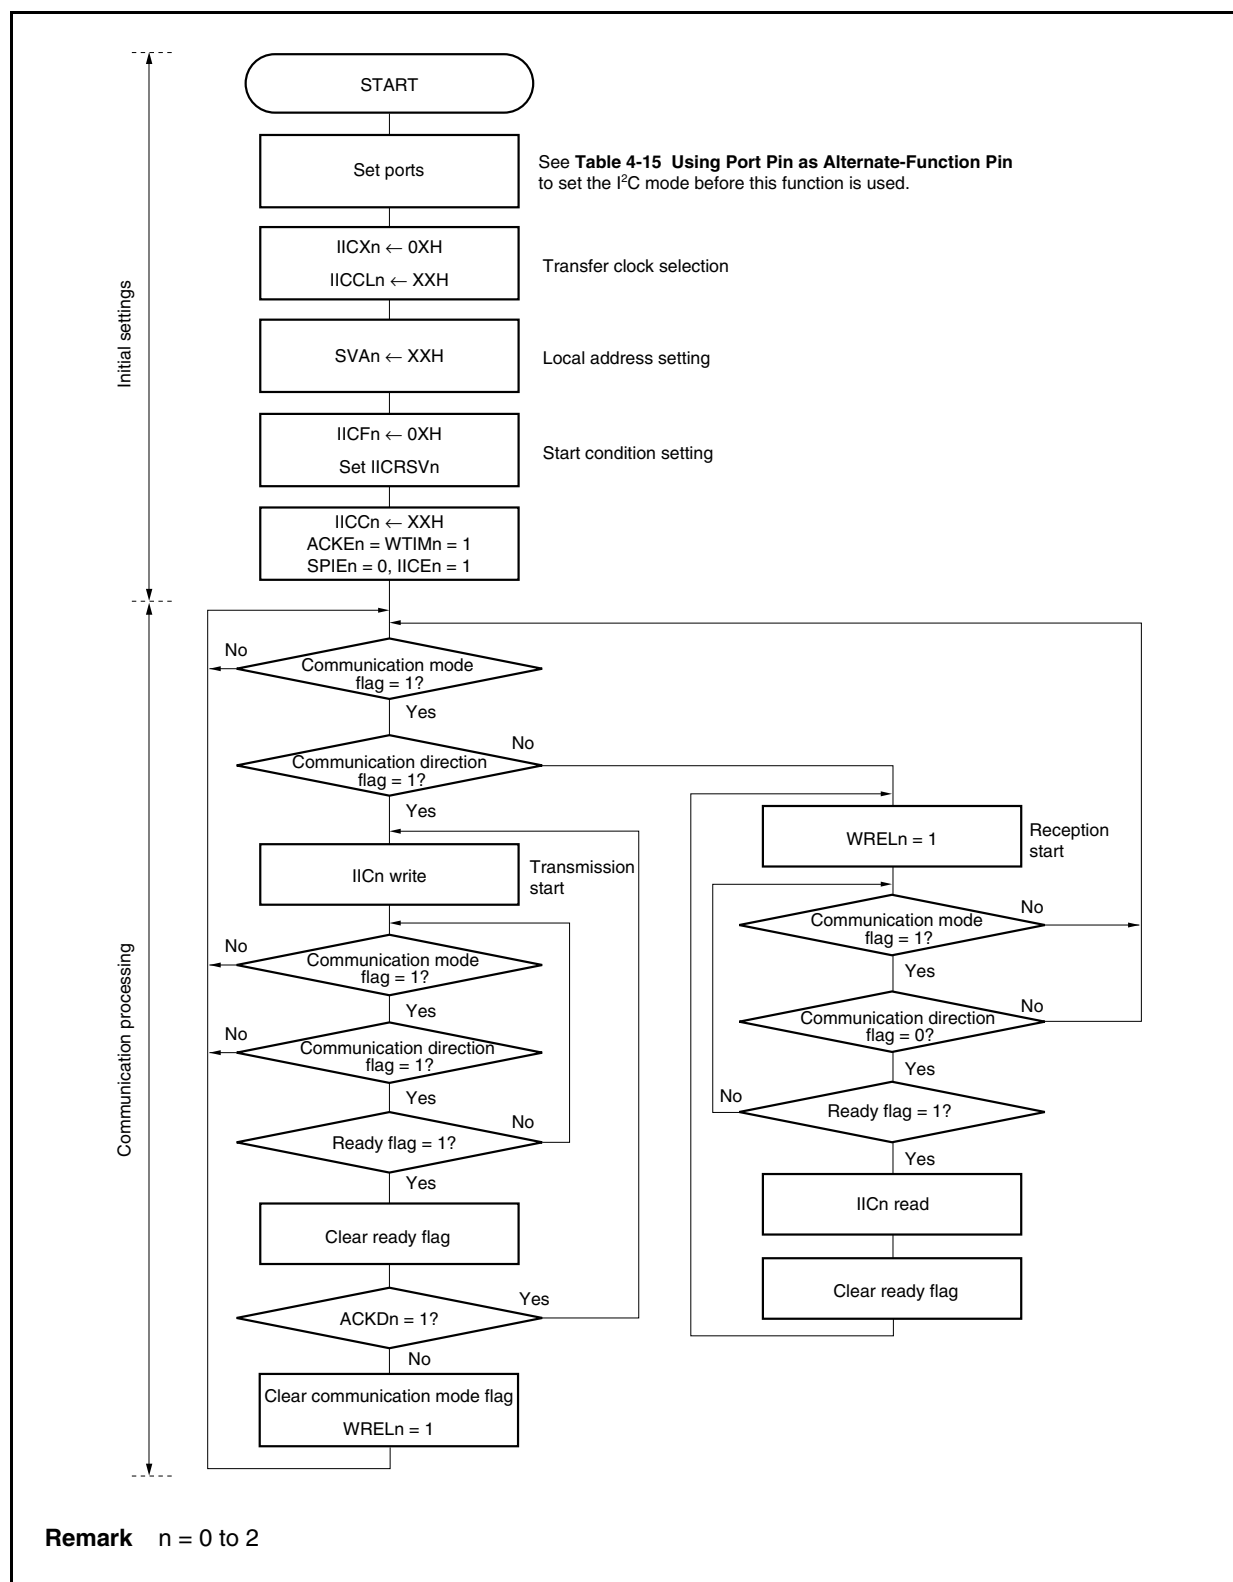 START
Set ports
See Table 4-15 Using Port Pin as Alternate-Function Pin
to set the I²C mode before this function is used.
IICXn ← 0XH
IICCLn ← XXH
Transfer clock selection
Initial settings
SVAn ← XXH
Local address setting
IICFn ← 0XH
Set IICRSVn
Start condition setting
IICCn ← XXH
ACKEn = WTIMn = 1
SPIEn = 0, IICEn = 1
No
Communication mode
flag = 1?
Yes
No
Communication direction
flag = 1?
Yes
IICn write
Transmission
start
No
Communication mode
flag = 1?
Yes
No
Communication direction
flag = 1?
Yes
No
Ready flag = 1?
Yes
Clear ready flag
Yes
ACKDn = 1?
No
Clear communication mode flag
WRELn = 1
Communication processing
WRELn = 1
Reception
start
No
Communication mode
flag = 1?
Yes
No
Communication direction
flag = 0?
Yes
No
Ready flag = 1?
Yes
IICn read
Clear ready flag
Remark n = 0 to 2